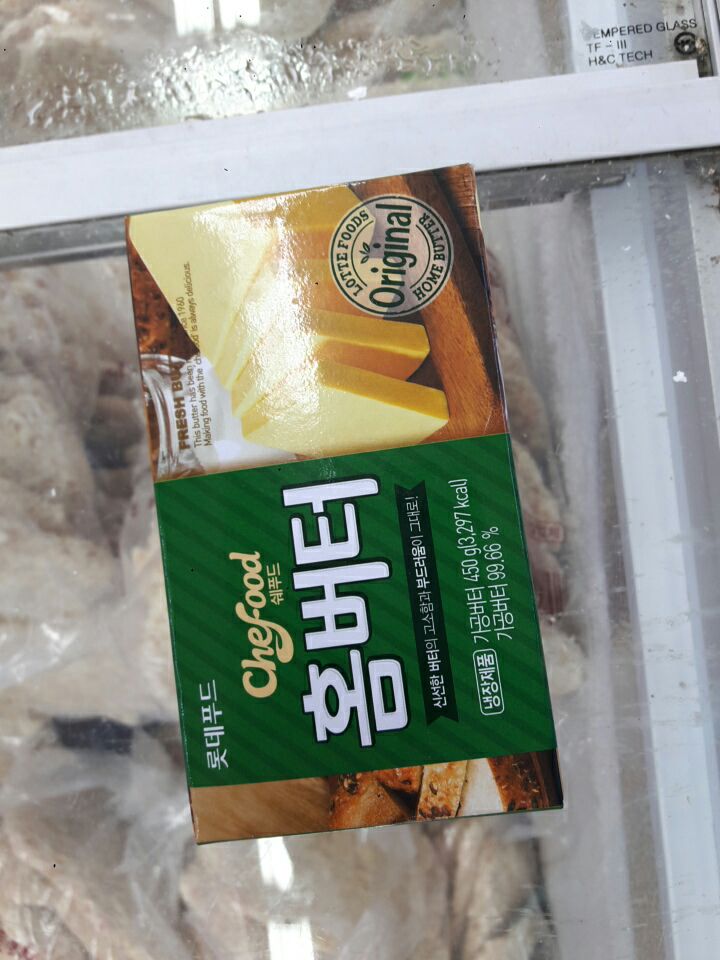 EMPERED GLASS
TF - III
H&C TECH
LOTTE FOODS
Original
HOME BUTTER
FRESH BU
This butter has been 1960
Making food with the is always delicious.
롯데푸드
Chefood
쉐푸드
홈버터
신선한 버터의 고소함과 부드러움이 그대로!
냉장제품 가공버터 450 g(3,297 kcal)
가공버터 99.66 %